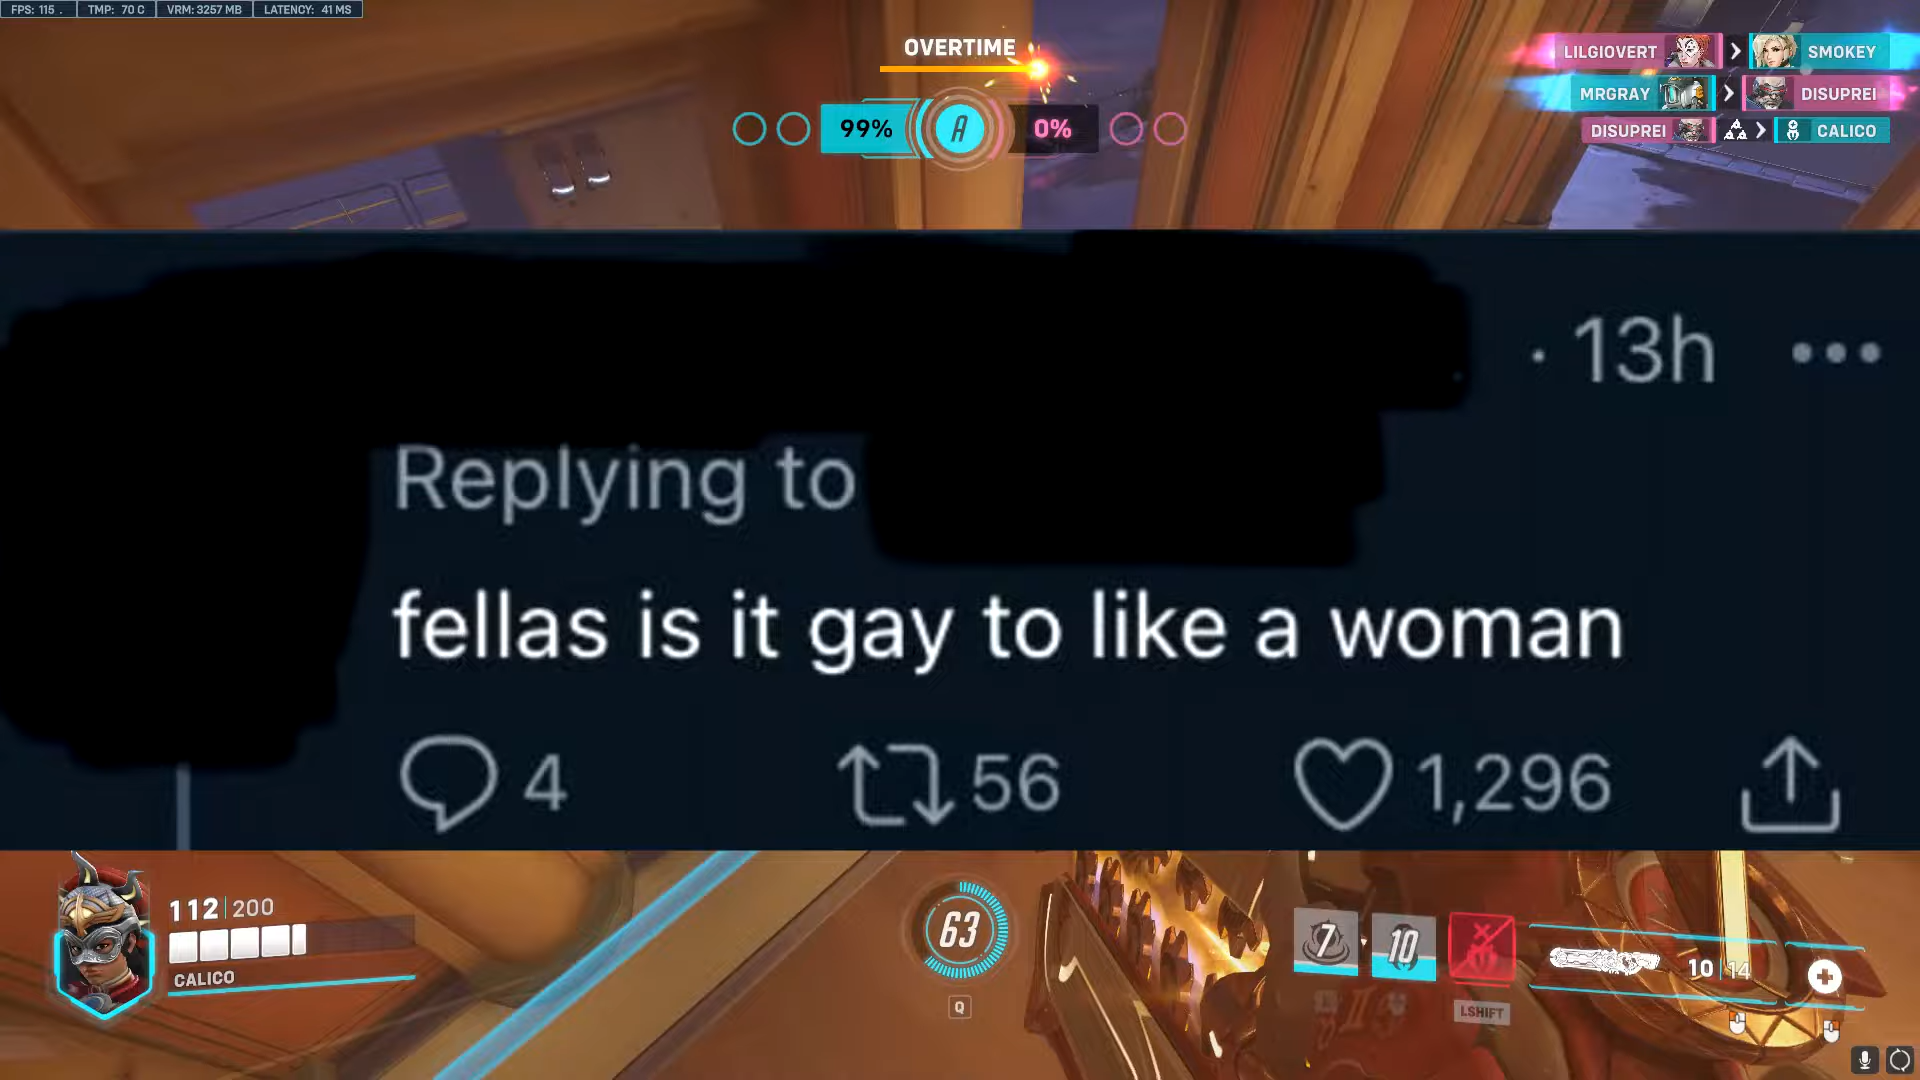 FPS: 115 . TMP: 70 C VRM: 3257 MB LATENCY: 41 MS
OVERTIME
99% A 0%
LILGIOVERT SMOKEY
MRGRAY DISUPREI
DISUPREI CALICO
· 13h
Replying to
fellas is it gay to like a woman
4 56 1,296
112 | 200
CALICO
63
Q
7 10
LSHIFT
10 | 14